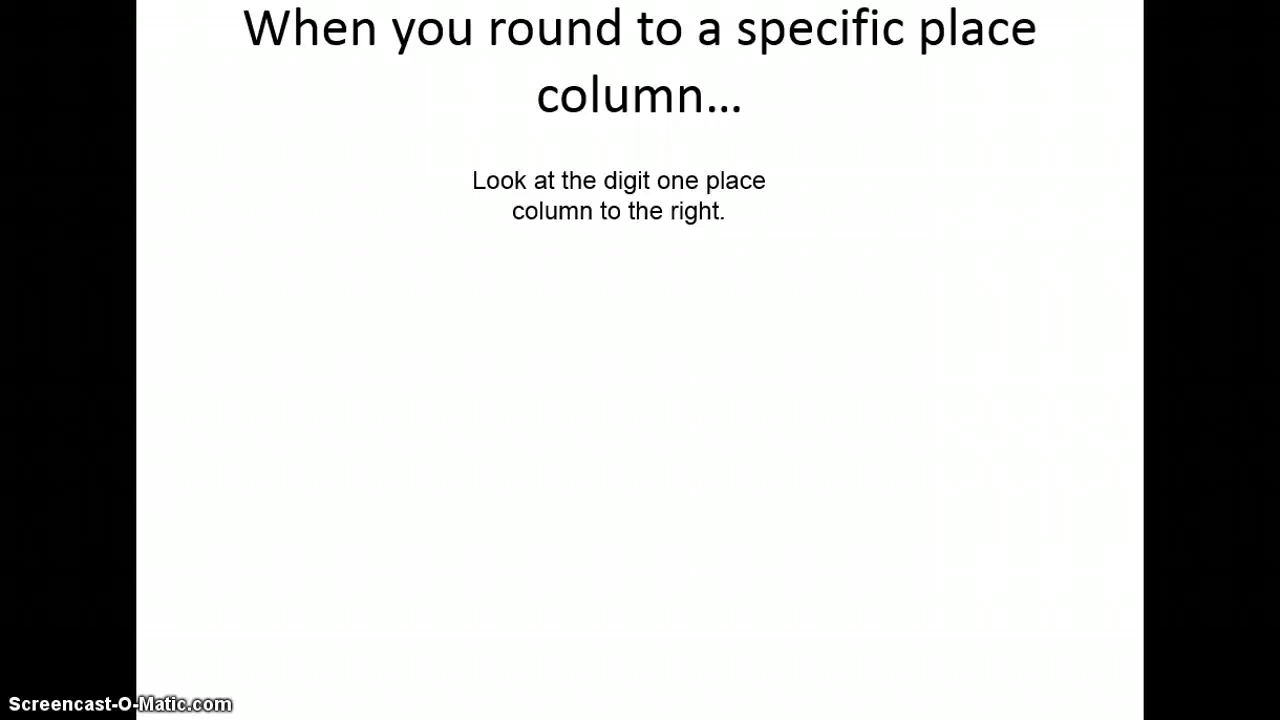 When you round to a specific place
column...
Look at the digit one place
column to the right.
Screencast-O-Matic.com